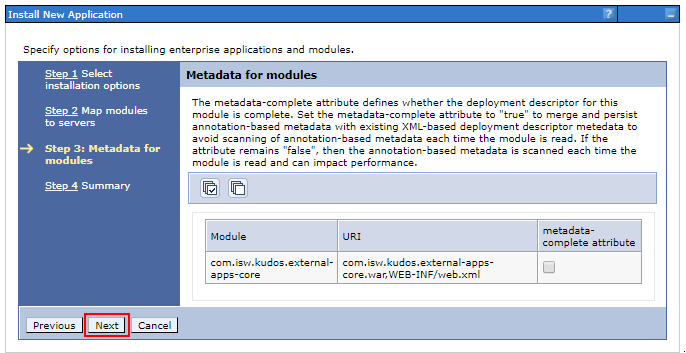 Install New Application
?
Specify options for installing enterprise applications and modules.
Step 1 Select
installation options
Step 2 Map modules
to servers
Step 3: Metadata for
modules
Step 4 Summary
Metadata for modules
The metadata-complete attribute defines whether the deployment descriptor for this
module is complete. Set the metadata-complete attribute to "true" to merge and persist
annotation-based metadata with existing XML-based deployment descriptor metedata to
avoid scanning of annotation-based metadata each time the module is read. If the
attribute remains "false", then the annotation-based metadata is scanned each time the
module is read and can impact performance.
Module
URI
metadata-
complete attribute
com.isw.kudos.external-
apps-core
com.isw.kudos.external-apps-
core.war,WEB-INF/web.xml
Previous
Next
Cancel